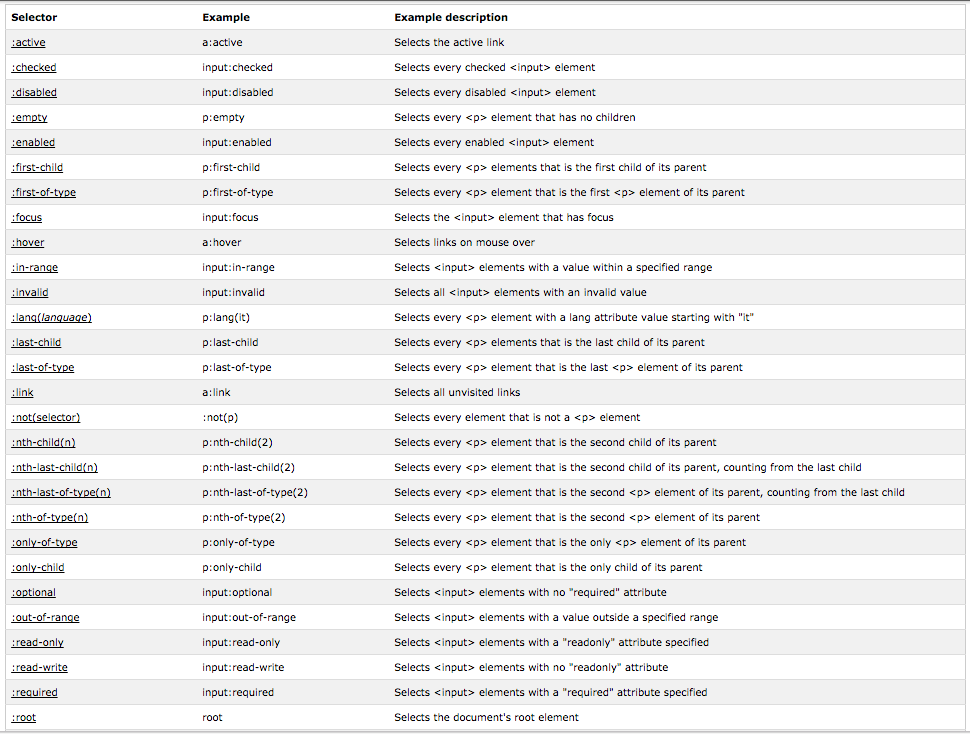 Selector Example Example description
:active a:active Selects the active link
:checked input:checked Selects every checked <input> element
:disabled input:disabled Selects every disabled <input> element
:empty p:empty Selects every <p> element that has no children
:enabled input:enabled Selects every enabled <input> element
:first-child p:first-child Selects every <p> elements that is the first child of its parent
:first-of-type p:first-of-type Selects every <p> element that is the first <p> element of its parent
:focus input:focus Selects the <input> element that has focus
:hover a:hover Selects links on mouse over
:in-range input:in-range Selects <input> elements with a value within a specified range
:invalid input:invalid Selects all <input> elements with an invalid value
:lang(language) p:lang(it) Selects every <p> element with a lang attribute value starting with "it"
:last-child p:last-child Selects every <p> elements that is the last child of its parent
:last-of-type p:last-of-type Selects every <p> element that is the last <p> element of its parent
:link a:link Selects all unvisited links
:not(selector) :not(p) Selects every element that is not a <p> element
:nth-child(n) p:nth-child(2) Selects every <p> element that is the second child of its parent
:nth-last-child(n) p:nth-last-child(2) Selects every <p> element that is the second child of its parent, counting from the last child
:nth-last-of-type(n) p:nth-last-of-type(2) Selects every <p> element that is the second <p> element of its parent, counting from the last child
:nth-of-type(n) p:nth-of-type(2) Selects every <p> element that is the second <p> element of its parent
:only-of-type p:only-of-type Selects every <p> element that is the only <p> element of its parent
:only-child p:only-child Selects every <p> element that is the only child of its parent
:optional input:optional Selects <input> elements with no "required" attribute
:out-of-range input:out-of-range Selects <input> elements with a value outside a specified range
:read-only input:read-only Selects <input> elements with a "readonly" attribute specified
:read-write input:read-write Selects <input> elements with no "readonly" attribute
:required input:required Selects <input> elements with a "required" attribute specified
:root root Selects the document's root element